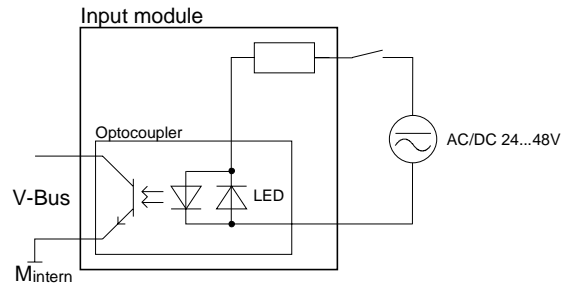 Input module
Optocoupler
AC/DC 24...48V
V-Bus
LED
Mintern